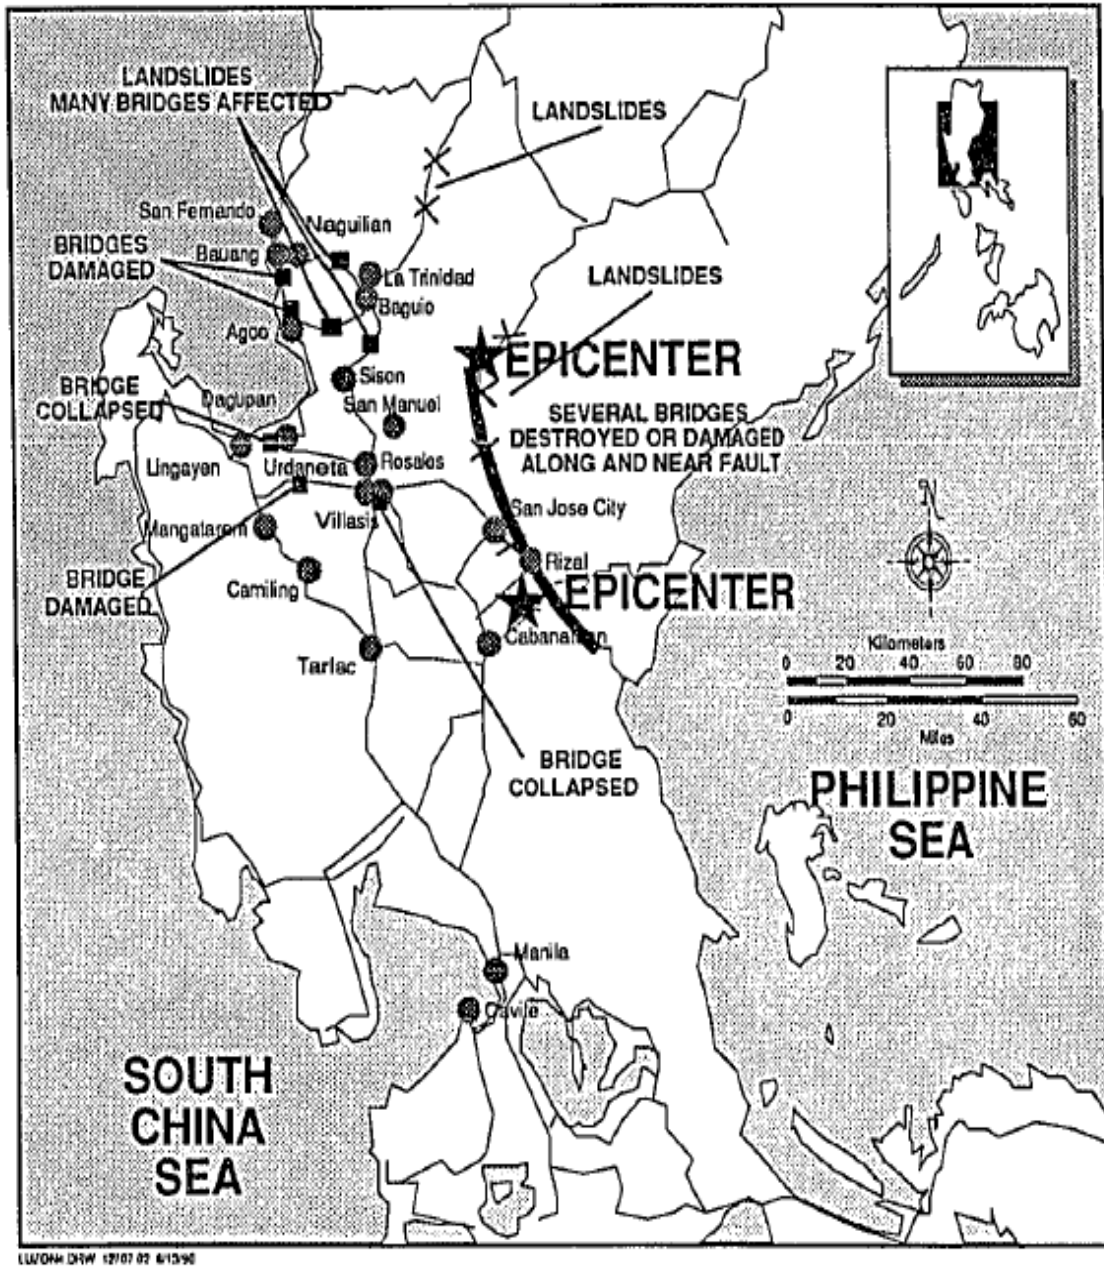 LANDSLIDES
MANY BRIDGES AFFECTED
LANDSLIDES
San Fernando
Naguilian
BRIDGES
DAMAGED
Bauang
La Trinidad
LANDSLIDES
Baguio
Agoo
EPICENTER
BRIDGE
COLLAPSED
Sison
Dagupan
San Manuel
SEVERAL BRIDGES
DESTROYED OR DAMAGED
ALONG AND NEAR FAULT
Lingayen
Urdaneta
Rosales
San Jose City
Villasis
Mangatarem
Rizal
BRIDGE
DAMAGED
Camiling
EPICENTER
Cabanatuan
Tarlac
Kilometers
0 20 40 60 80
0 20 40 60
Miles
BRIDGE
COLLAPSED
PHILIPPINE
SEA
Manila
Cavite
SOUTH
CHINA
SEA